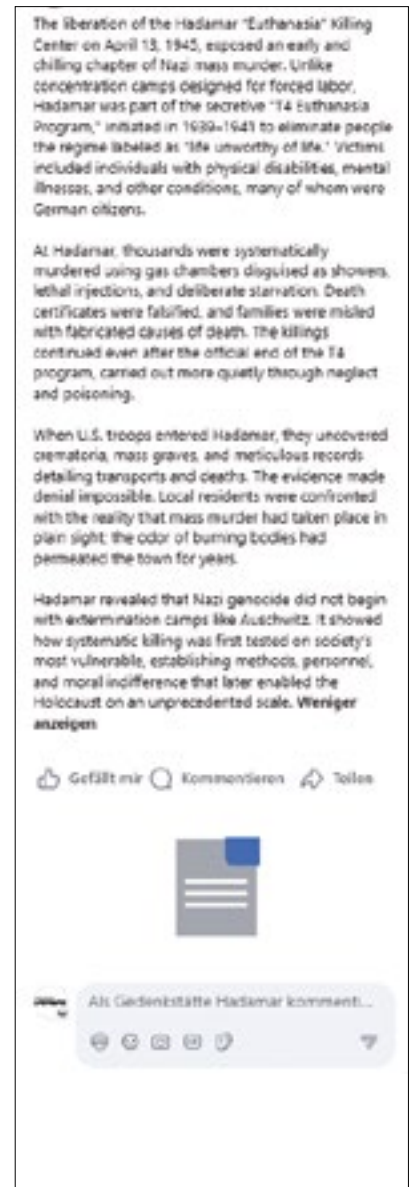 The liberation of the Hadamar "Euthanasia" Killing
Center on April 13, 1945, exposed an early and
chilling chapter of Nazi mass murder. Unlike
concentration camps designed for forced labor,
Hadamar was part of the secretive "T4 Euthanasia
Program," initiated in 1939–1941 to eliminate people
the regime labeled as "life unworthy of life." Victims
included individuals with physical disabilities, mental
illnesses, and other conditions, many of whom were
German citizens.
At Hadamar, thousands were systematically
murdered using gas chambers disguised as showers,
lethal injections, and deliberate starvation. Death
certificates were falsified, and families were misled
with fabricated causes of death. The killings
continued even after the official end of the T4
program, carried out more quietly through neglect
and poisoning.
When U.S. troops entered Hadamar, they uncovered
crematoria, mass graves, and meticulous records
detailing transports and deaths. The evidence made
denial impossible. Local residents were confronted
with the reality that mass murder had taken place in
plain sight; the odor of burning bodies had
permeated the town for years.
Hadamar revealed that Nazi genocide did not begin
with extermination camps like Auschwitz. It showed
how systematic killing was first tested on society's
most vulnerable, establishing methods, personnel,
and moral indifference that later enabled the
Holocaust on an unprecedented scale. Weniger
anzeigen
Gefällt mir Kommentieren Teilen
Als Gedenkstätte Hadamar kommenti...